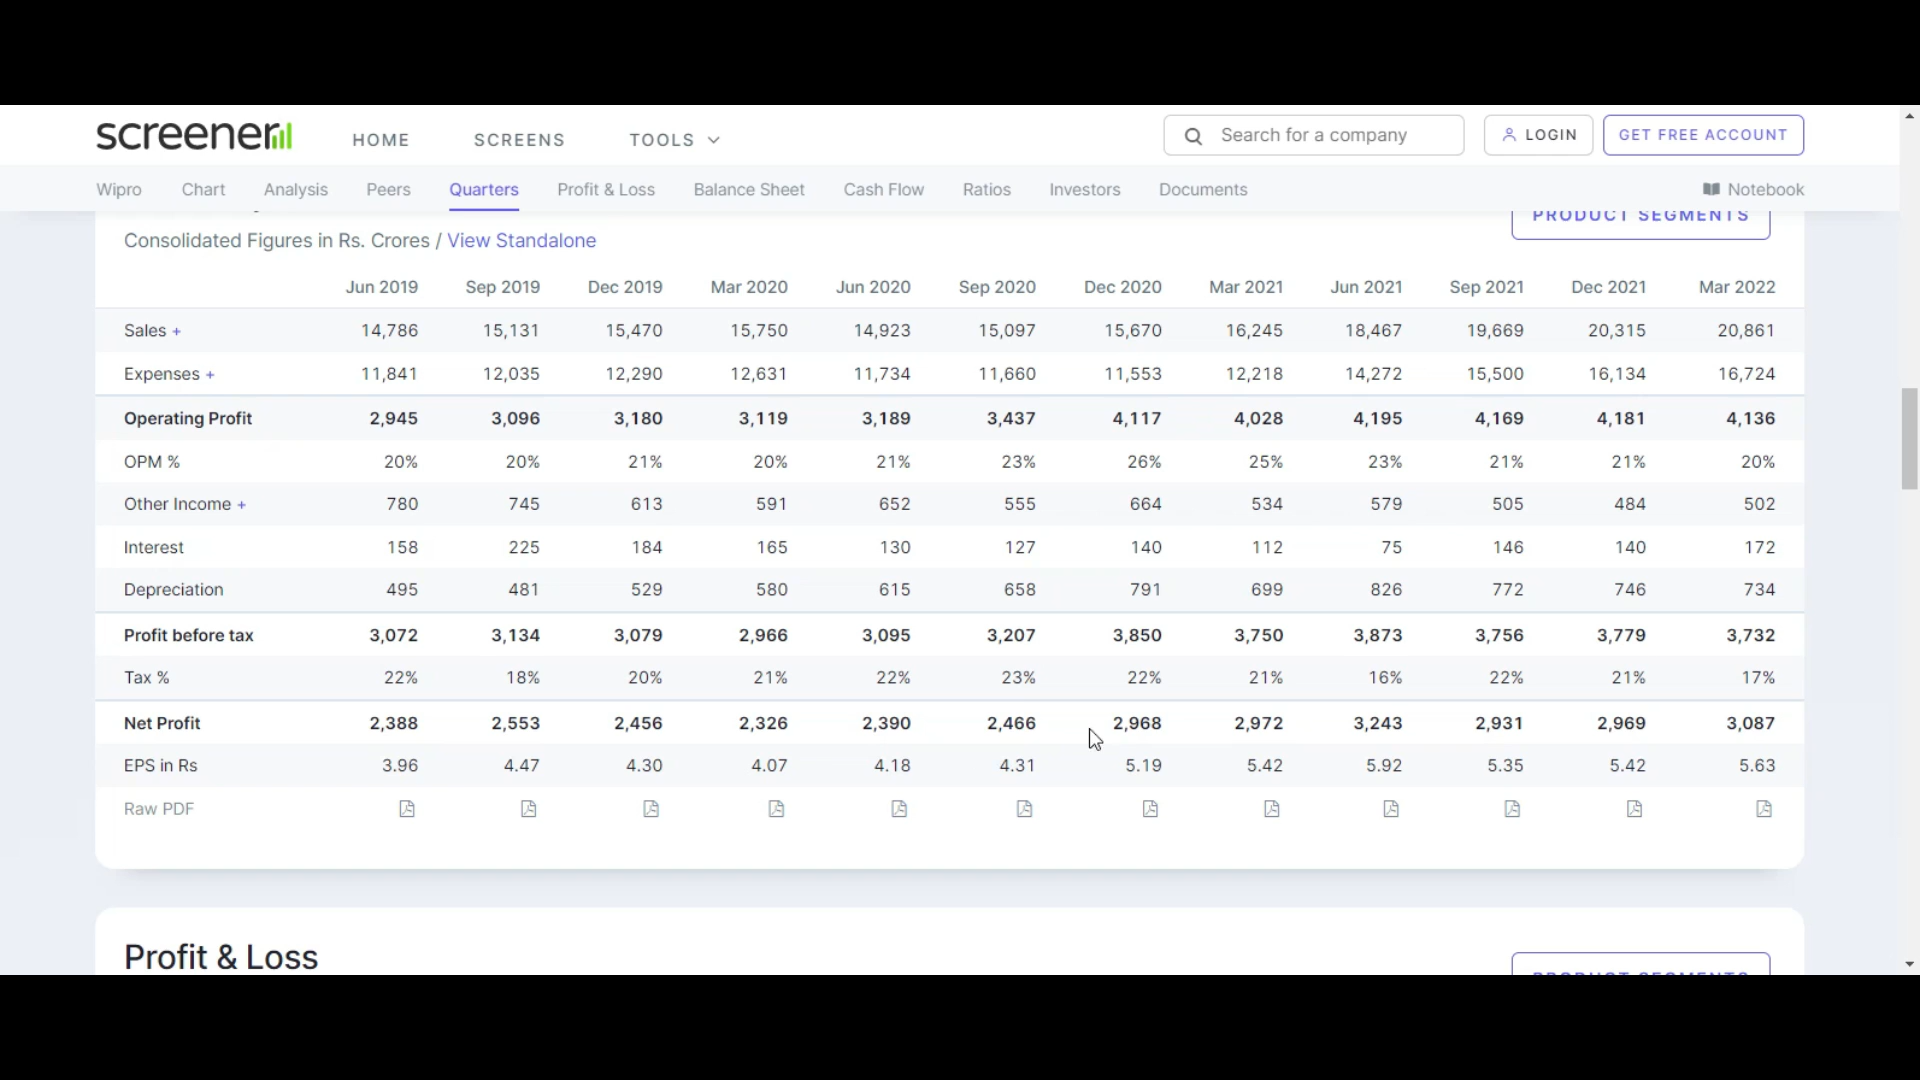 screener
HOME SCREENS TOOLS Search for a company LOGIN GET FREE ACCOUNT
Wipro Chart Analysis Peers Quarters Profit & Loss Balance Sheet Cash Flow Ratios Investors Documents Notebook
PRODUCT SEGMENTS
Consolidated Figures in Rs. Crores / View Standalone
Jun 2019 Sep 2019 Dec 2019 Mar 2020 Jun 2020 Sep 2020 Dec 2020 Mar 2021 Jun 2021 Sep 2021 Dec 2021 Mar 2022
Sales + 14,786 15,131 15,470 15,750 14,923 15,097 15,670 16,245 18,467 19,669 20,315 20,861
Expenses + 11,841 12,035 12,290 12,631 11,734 11,660 11,553 12,218 14,272 15,500 16,134 16,724
Operating Profit 2,945 3,096 3,180 3,119 3,189 3,437 4,117 4,028 4,195 4,169 4,181 4,136
OPM % 20% 20% 21% 20% 21% 23% 26% 25% 23% 21% 21% 20%
Other Income + 780 745 613 591 652 555 664 534 579 505 484 502
Interest 158 225 184 165 130 127 140 112 75 146 140 172
Depreciation 495 481 529 580 615 658 791 699 826 772 746 734
Profit before tax 3,072 3,134 3,079 2,966 3,095 3,207 3,850 3,750 3,873 3,756 3,779 3,732
Tax % 22% 18% 20% 21% 22% 23% 22% 21% 16% 22% 21% 17%
Net Profit 2,388 2,553 2,456 2,326 2,390 2,466 2,968 2,972 3,243 2,931 2,969 3,087
EPS in Rs 3.96 4.47 4.30 4.07 4.18 4.31 5.19 5.42 5.92 5.35 5.42 5.63
Raw PDF
Profit & Loss
PRODUCT SEGMENTS